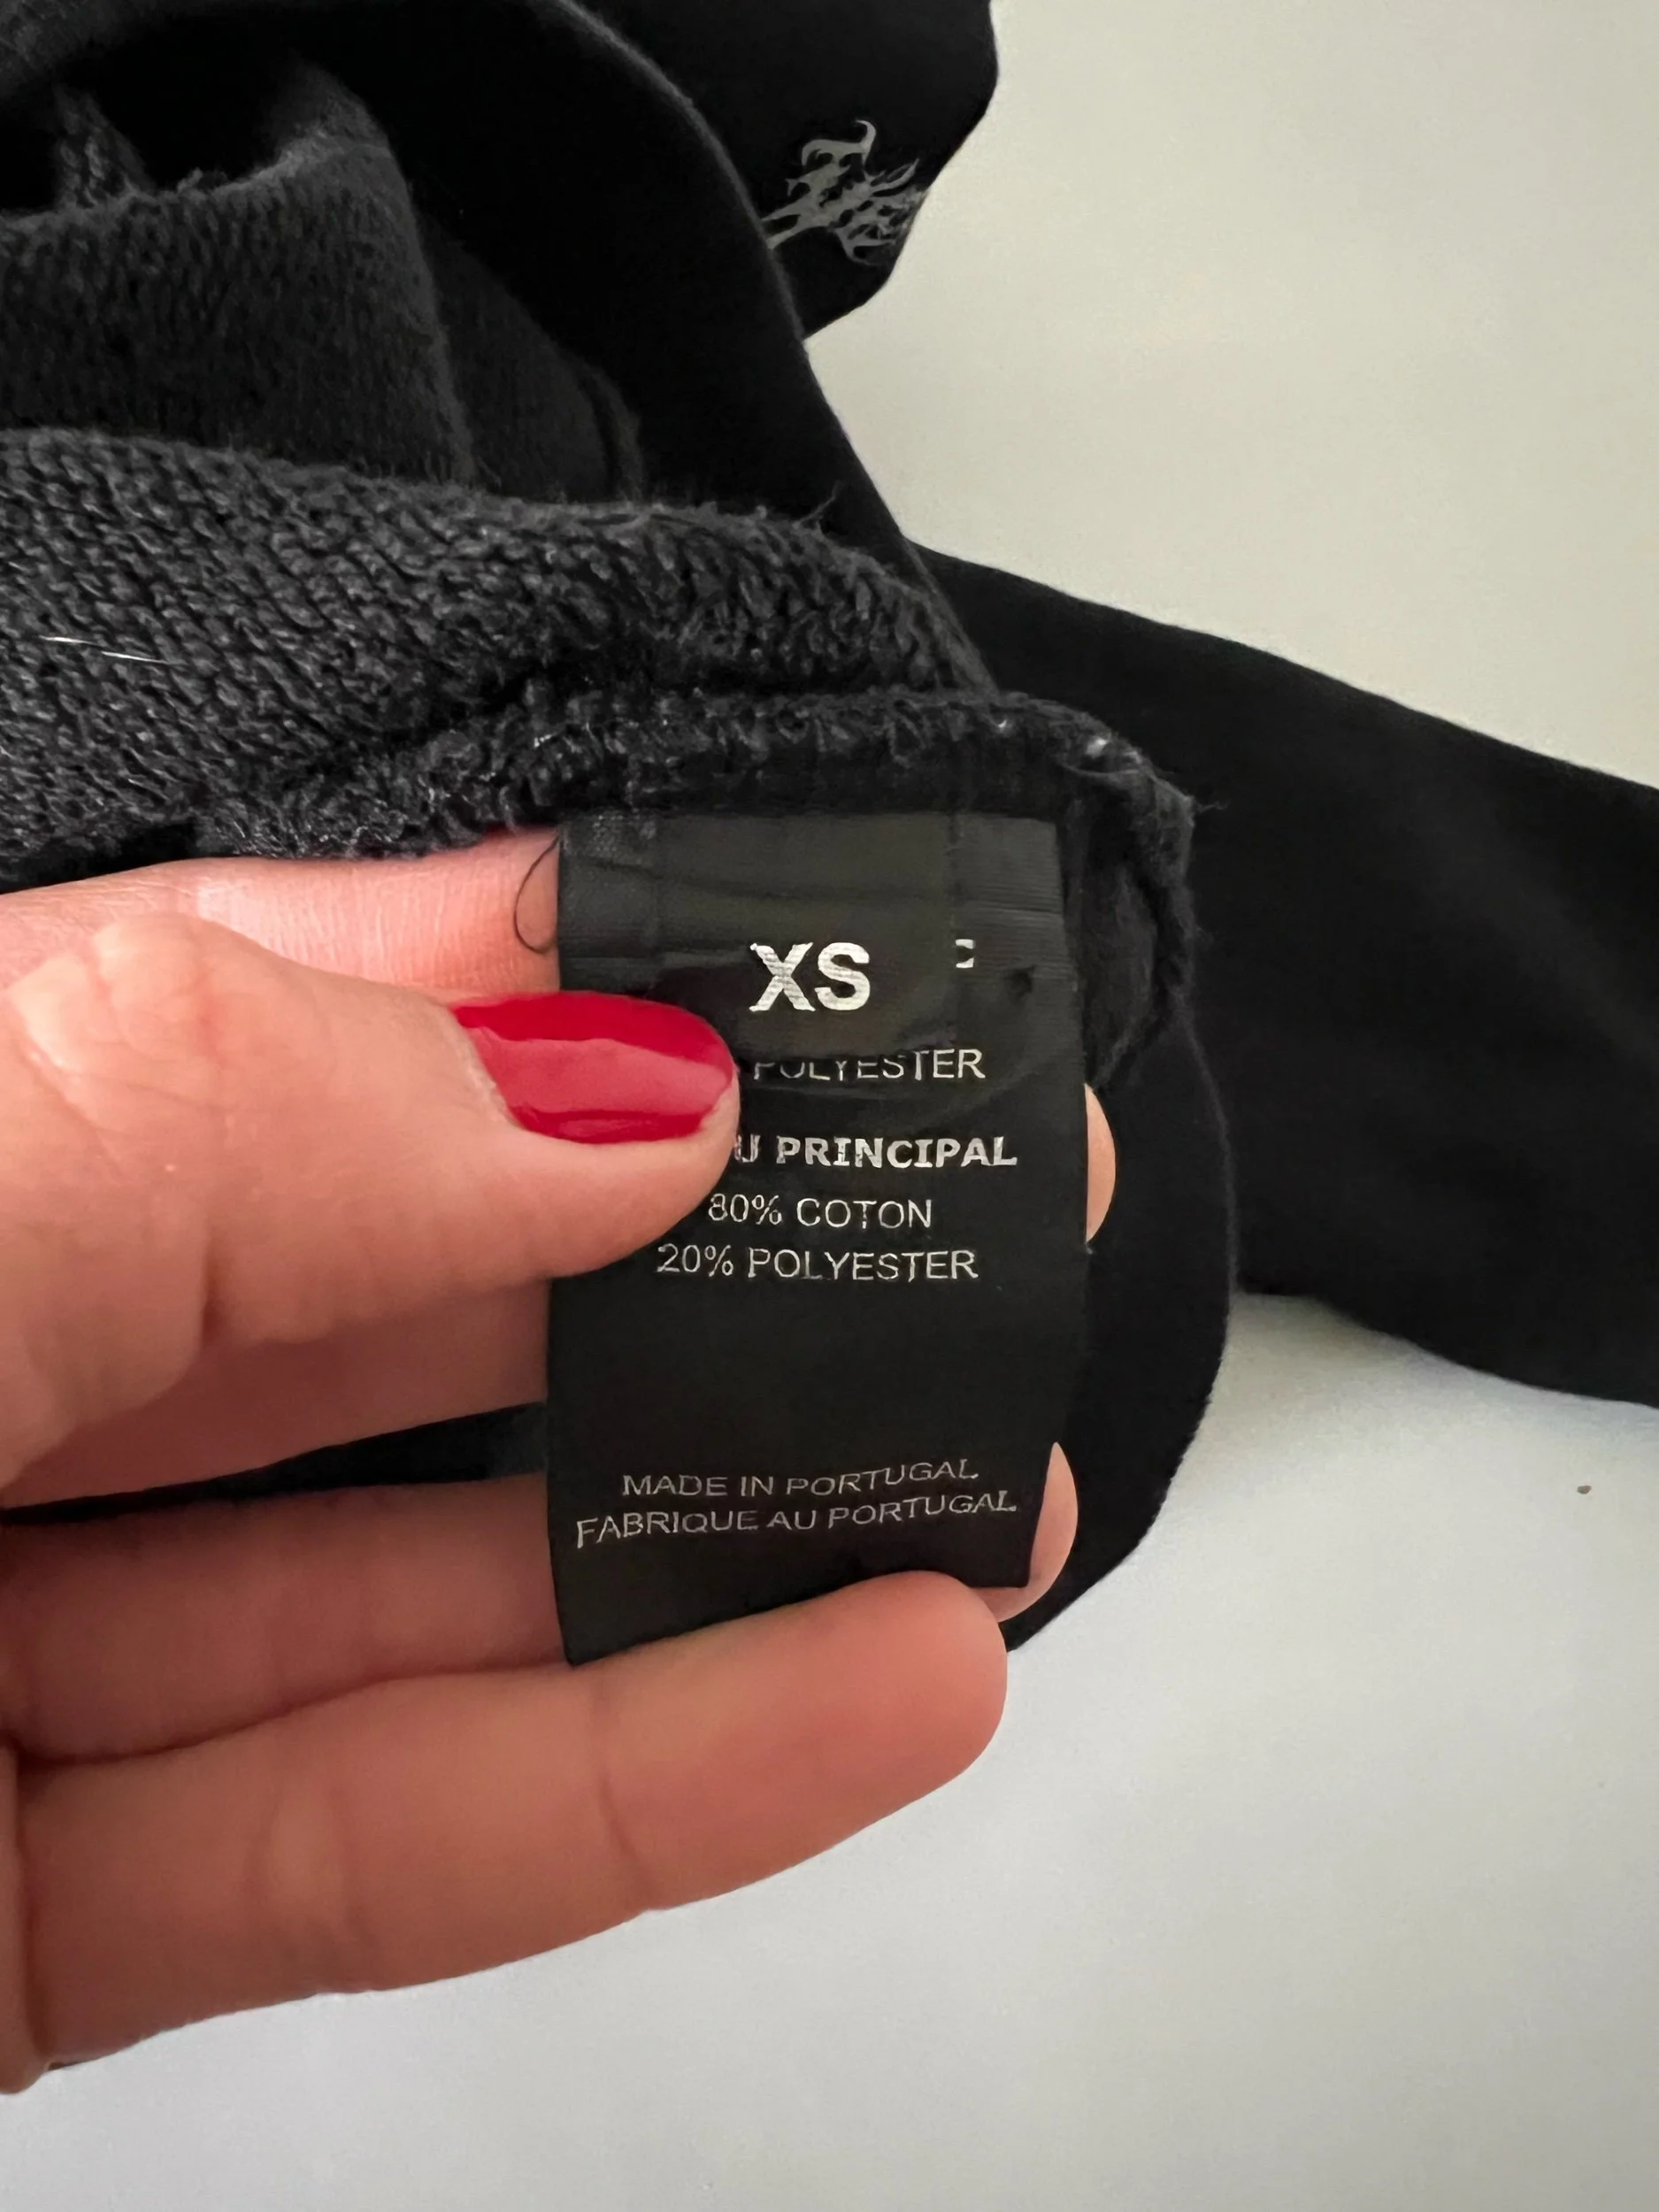 XS
POLYESTER
U PRINCIPAL
80% COTON
20% POLYESTER
MADE IN PORTUGAL
FABRIQUE AU PORTUGAL